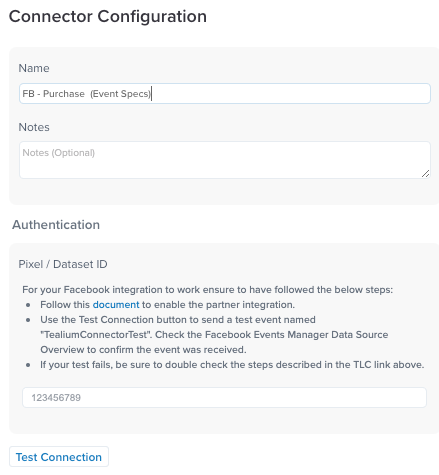 Connector Configuration
Name
FB - Purchase  (Event Specs)
Notes
Notes (Optional)
Authentication
Pixel / Dataset ID
For your Facebook integration to work ensure to have followed the below steps:
• Follow this document to enable the partner integration.
• Use the Test Connection button to send a test event named
"TealiumConnectorTest". Check the Facebook Events Manager Data Source
Overview to confirm the event was received.
• If your test fails, be sure to double check the steps described in the TLC link above.
123456789
Test Connection